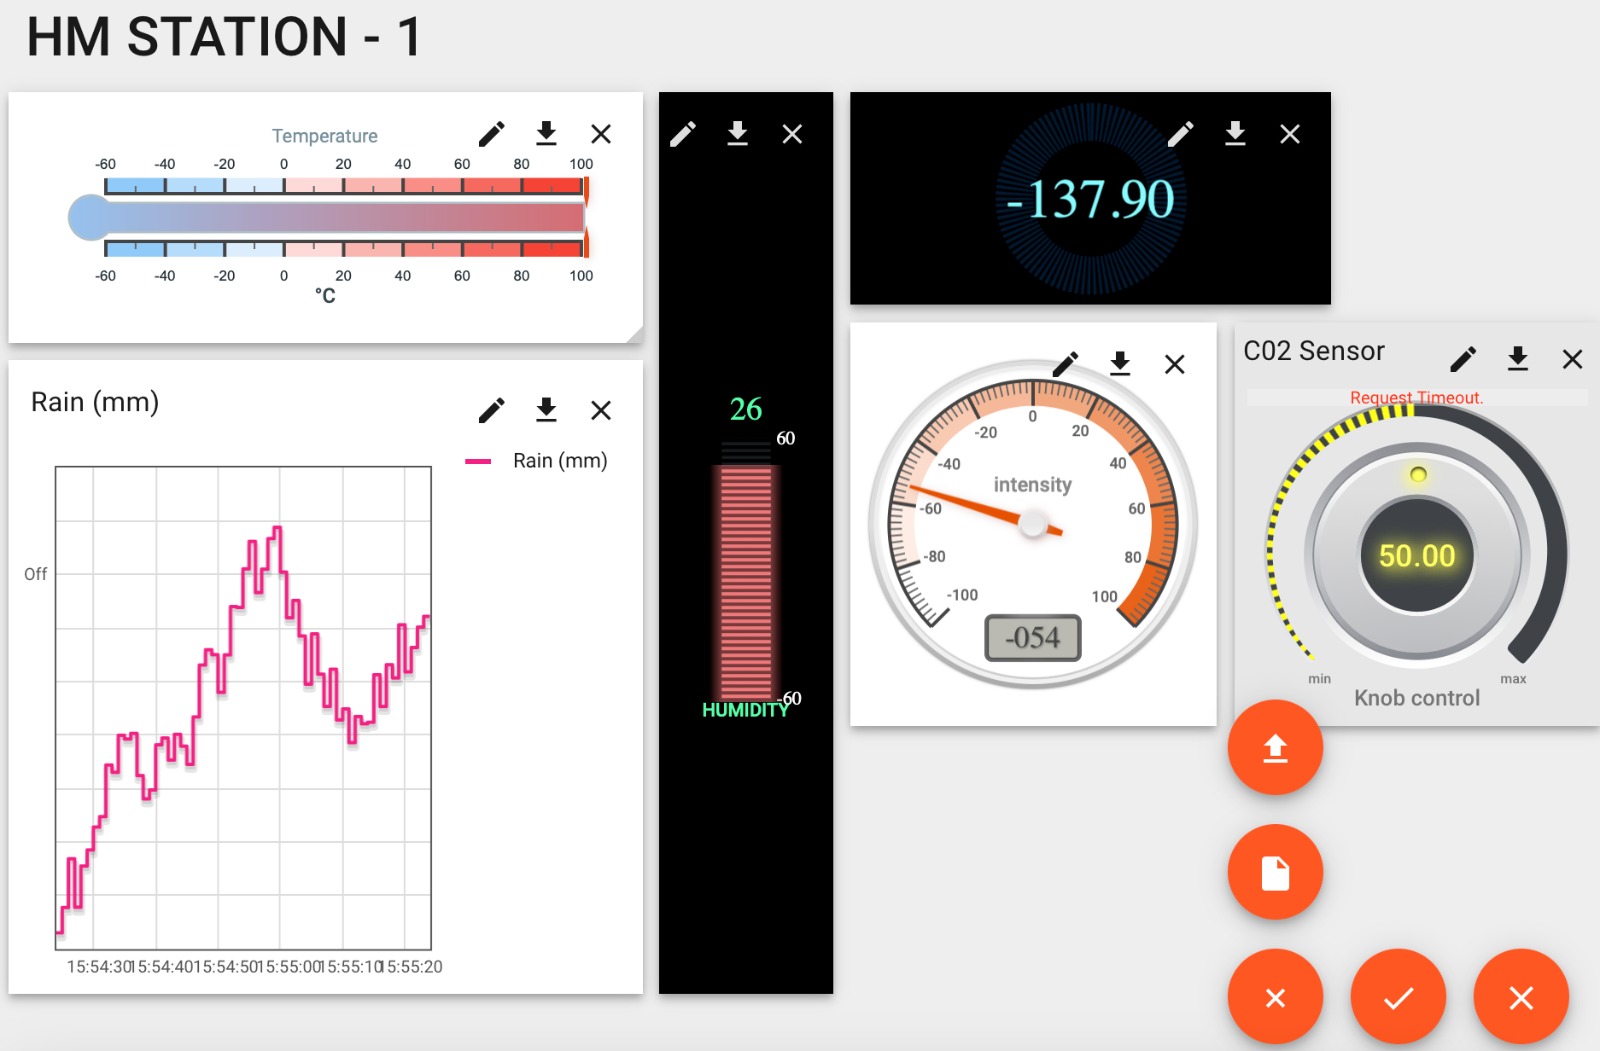 HM STATION - 1
Temperature
-60 -40 -20 0 20 40 60 80 100
-60 -40 -20 0 20 40 60 80 100
°C
Rain (mm)
Rain (mm)
Off
15:54:30 15:54:40 15:54:50 15:55:00 15:55:10 15:55:20
26
60
-60
HUMIDITY
-137.90
0
-20 20
-40 40
intensity
-60 60
-80 80
-100 100
-054
C02 Sensor
Request Timeout.
50.00
min max
Knob control